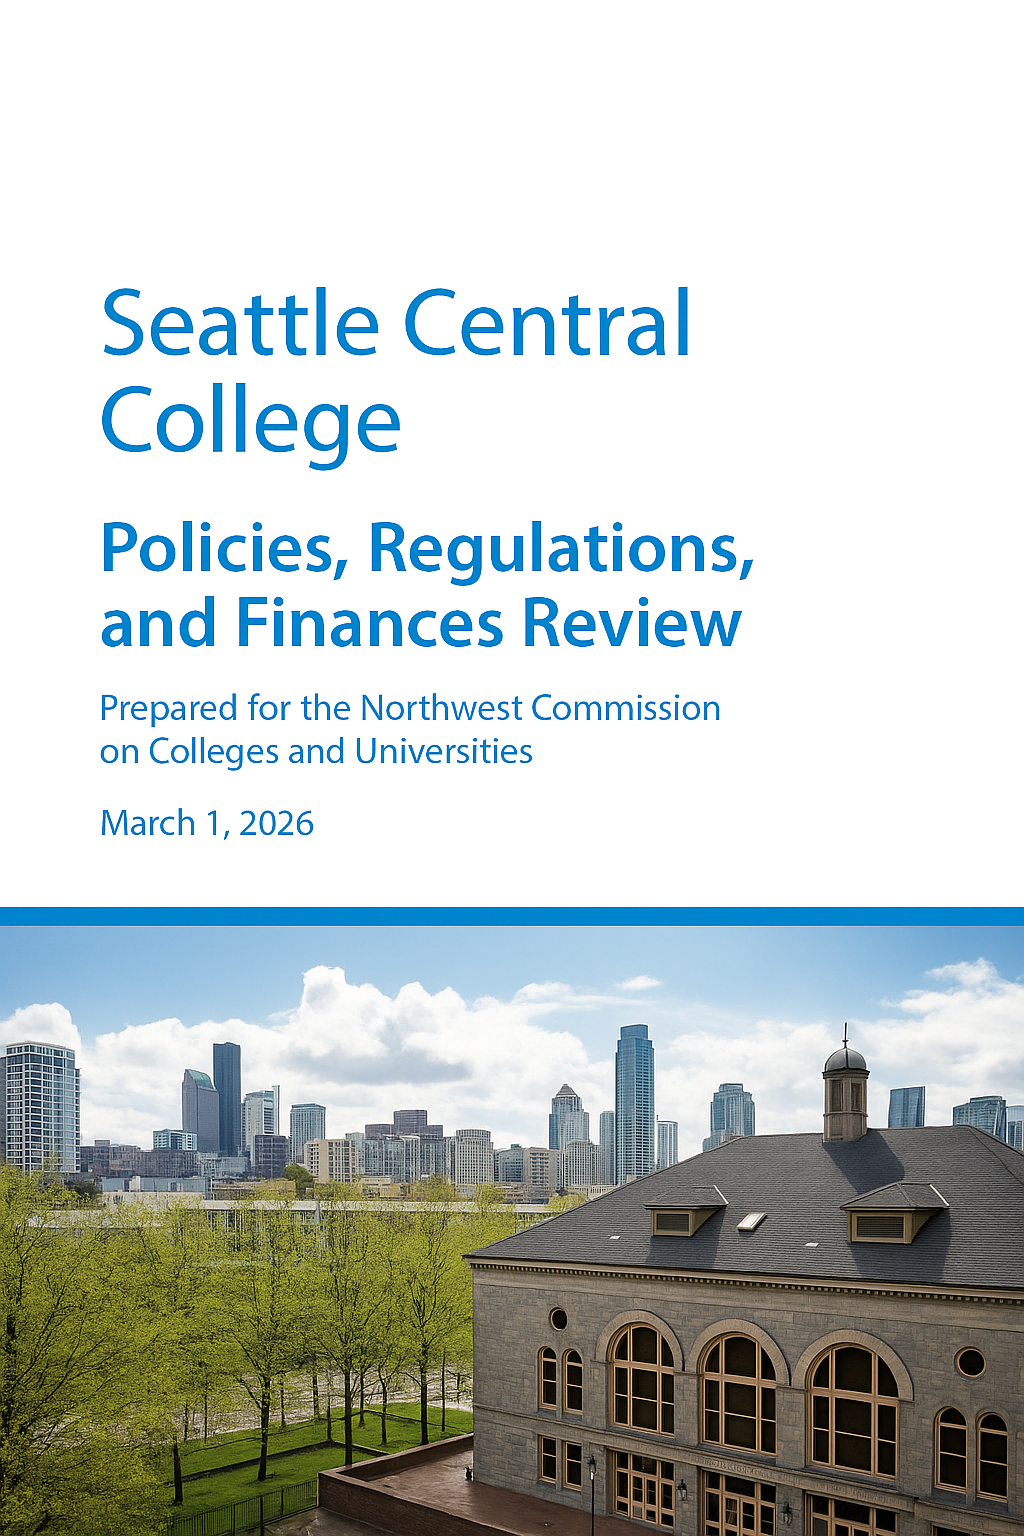 Seattle Central
College
Policies, Regulations,
and Finances Review
Prepared for the Northwest Commission
on Colleges and Universities
March 1, 2026